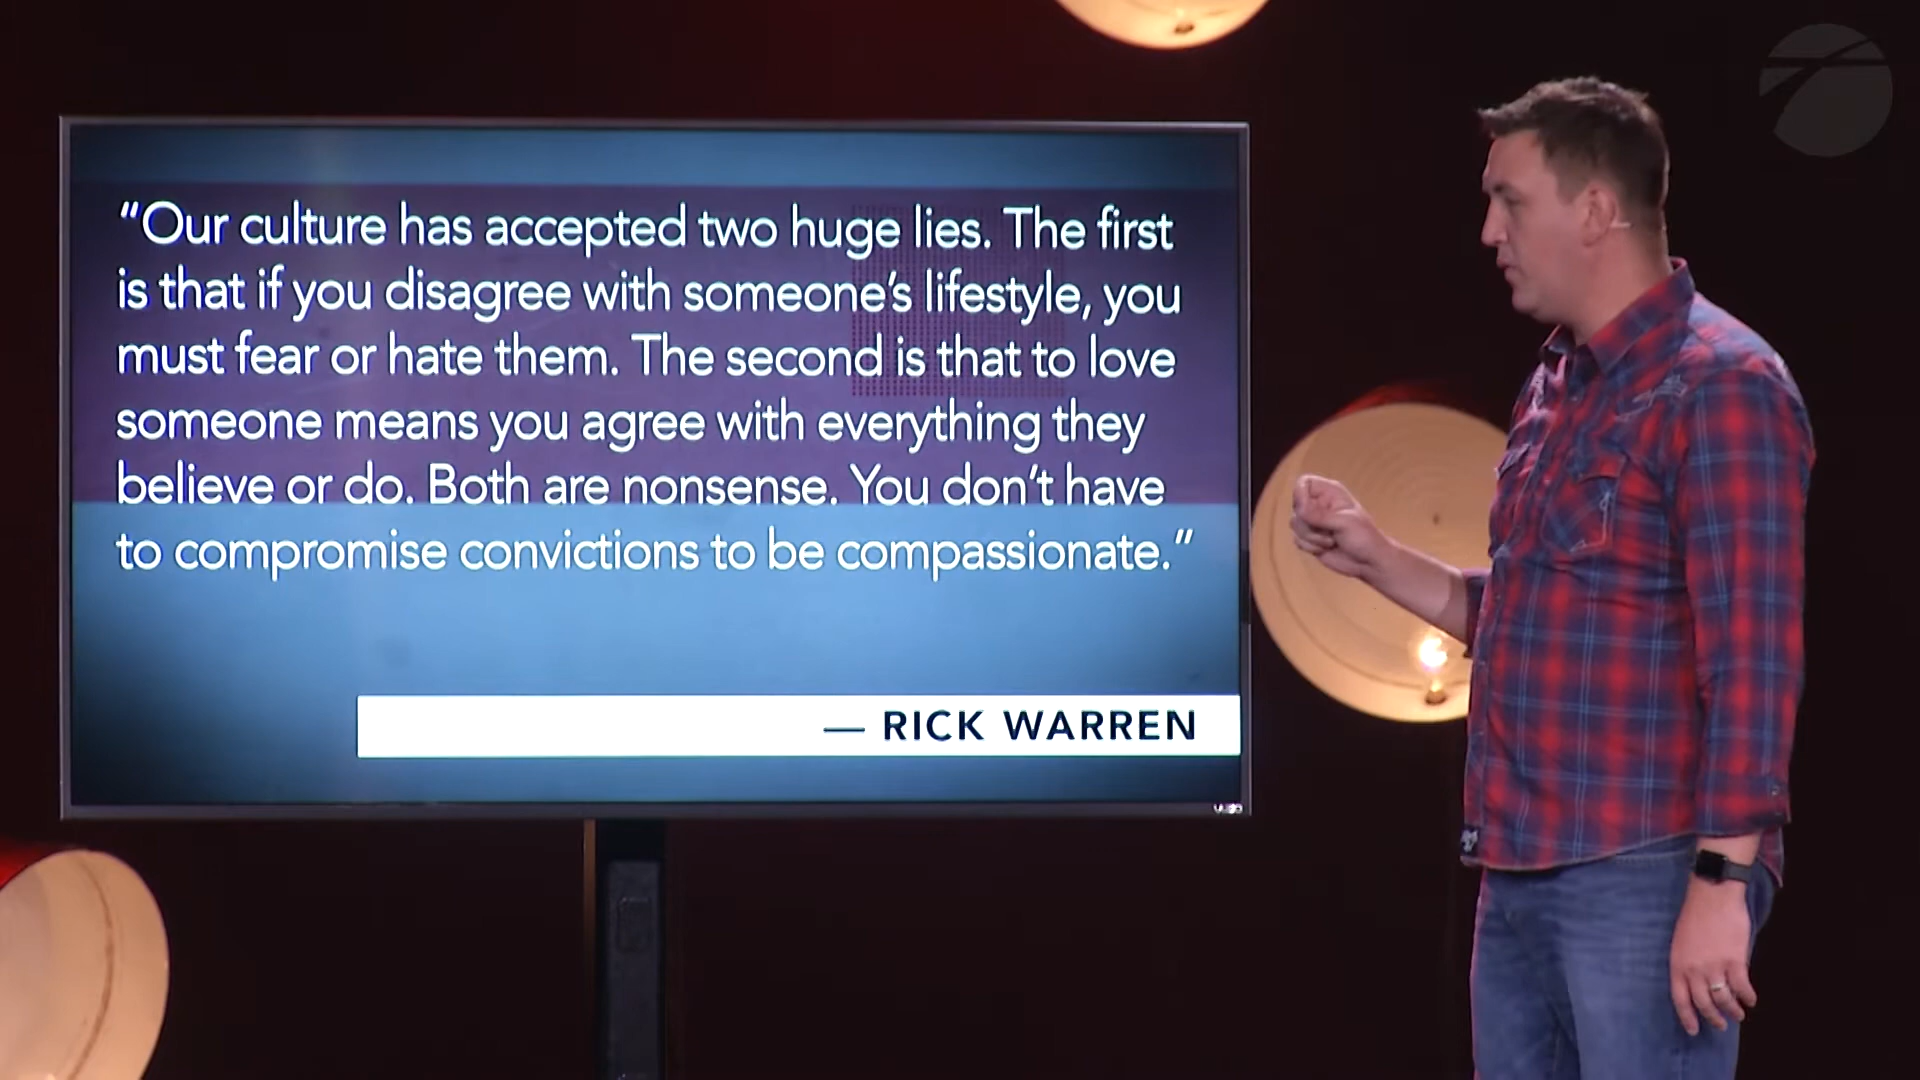 “Our culture has accepted two huge lies. The first
is that if you disagree with someone’s lifestyle, you
must fear or hate them. The second is that to love
someone means you agree with everything they
believe or do. Both are nonsense. You don’t have
to compromise convictions to be compassionate.”
— RICK WARREN